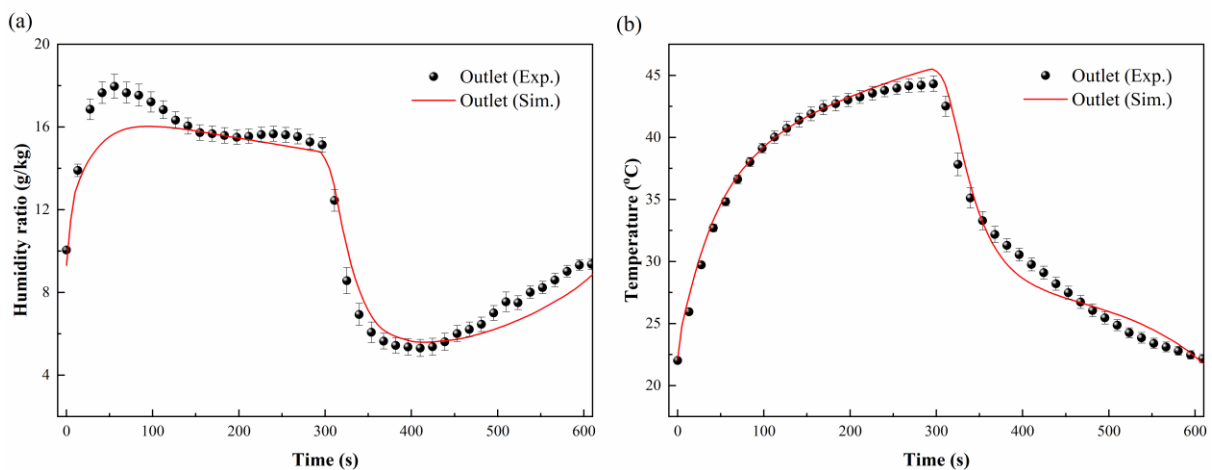 (a)
20
16
12
8
4
Humidity ratio (g/kg)
Outlet (Exp.)
Outlet (Sim.)
0 100 200 300 400 500 600
Time (s)
(b)
45
40
35
30
25
20
Temperature (°C)
Outlet (Exp.)
Outlet (Sim.)
0 100 200 300 400 500 600
Time (s)